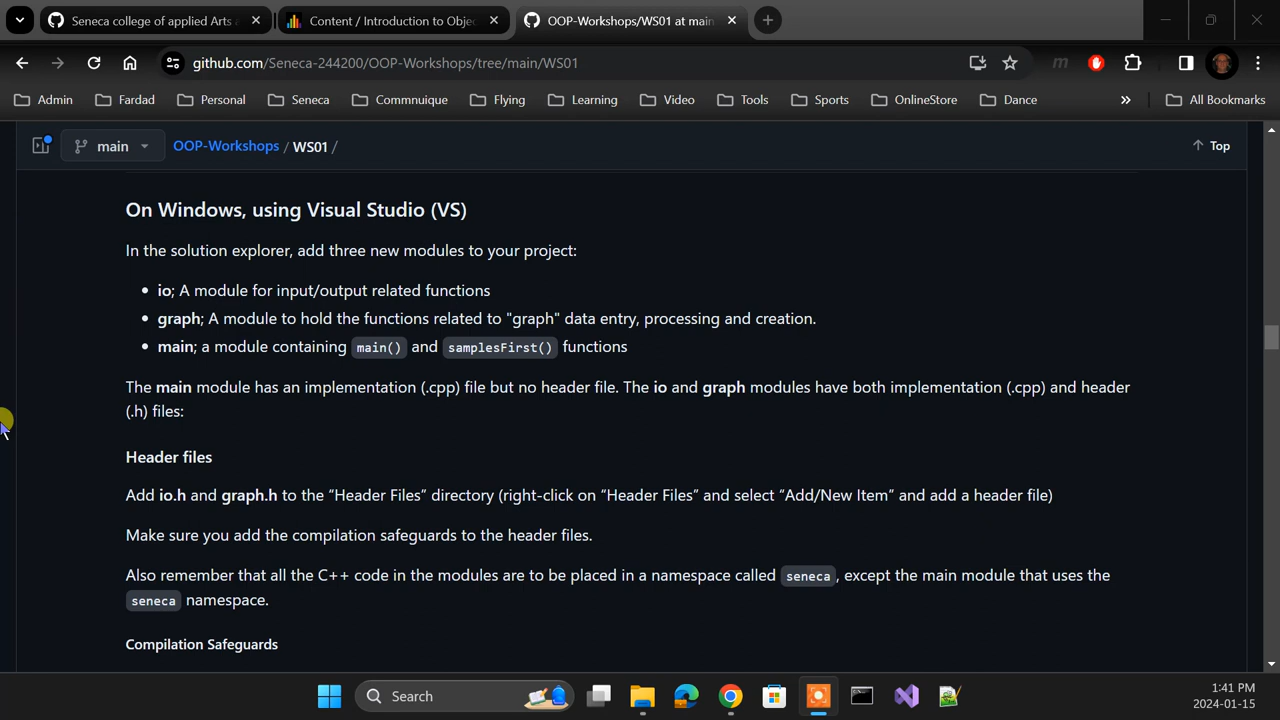 Seneca college of applied Arts a
Content / Introduction to Objec
OOP-Workshops/WS01 at main
github.com/Seneca-244200/OOP-Workshops/tree/main/WS01
Admin Fardad Personal Seneca Commnuique Flying Learning Video Tools Sports OnlineStore Dance » All Bookmarks
main OOP-Workshops / WS01 / Top
On Windows, using Visual Studio (VS)
In the solution explorer, add three new modules to your project:
• io; A module for input/output related functions
• graph; A module to hold the functions related to "graph" data entry, processing and creation.
• main; a module containing main() and samplesFirst() functions
The main module has an implementation (.cpp) file but no header file. The io and graph modules have both implementation (.cpp) and header
(.h) files:
Header files
Add io.h and graph.h to the “Header Files” directory (right-click on “Header Files” and select “Add/New Item” and add a header file)
Make sure you add the compilation safeguards to the header files.
Also remember that all the C++ code in the modules are to be placed in a namespace called seneca, except the main module that uses the
seneca namespace.
Compilation Safeguards
Search
1:41 PM
2024-01-15